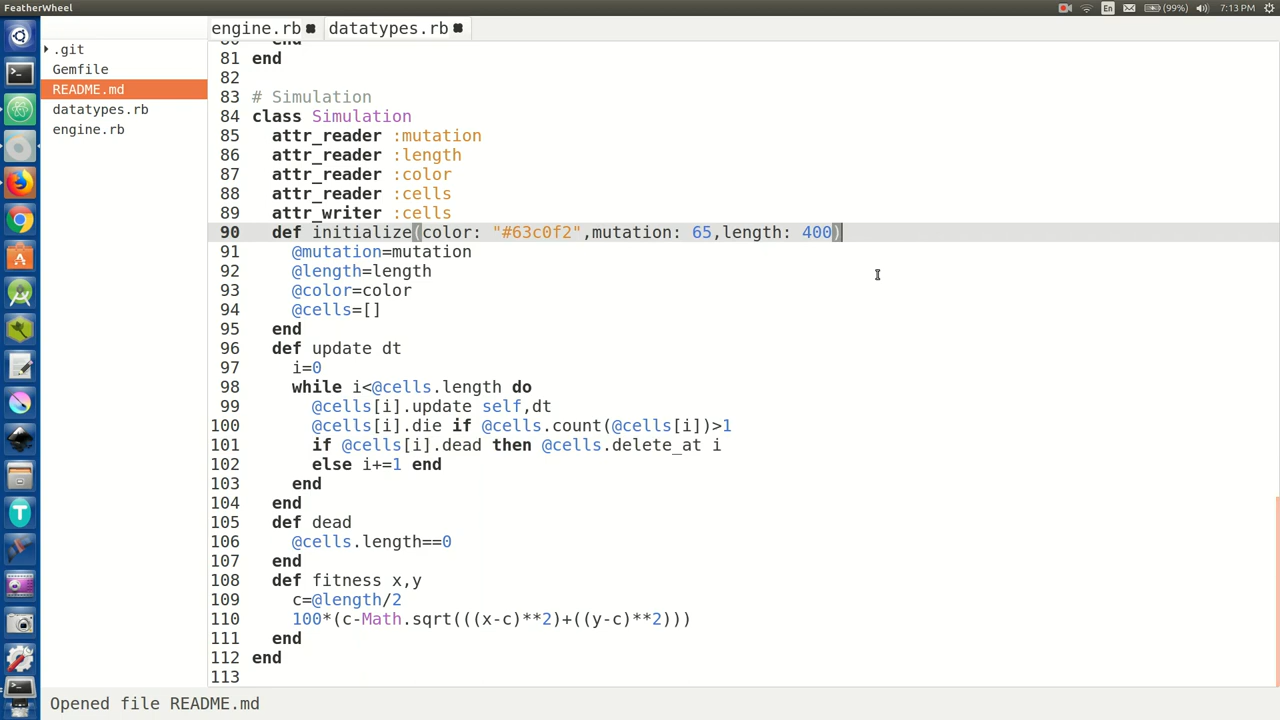 FeatherWheel
En
(99%)
7:13 PM
engine.rb
datatypes.rb
.git
Gemfile
README.md
datatypes.rb
engine.rb
80 end
81 end
82
83 # Simulation
84 class Simulation
85 attr_reader :mutation
86 attr_reader :length
87 attr_reader :color
88 attr_reader :cells
89 attr_writer :cells
90 def initialize(color: "#63c0f2",mutation: 65,length: 400)
91 @mutation=mutation
92 @length=length
93 @color=color
94 @cells=[]
95 end
96 def update dt
97 i=0
98 while i<@cells.length do
99 @cells[i].update self,dt
100 @cells[i].die if @cells.count(@cells[i])>1
101 if @cells[i].dead then @cells.delete_at i
102 else i+=1 end
103 end
104 end
105 def dead
106 @cells.length==0
107 end
108 def fitness x,y
109 c=@length/2
110 100*(c-Math.sqrt(((x-c)**2)+((y-c)**2)))
111 end
112 end
113
Opened file README.md